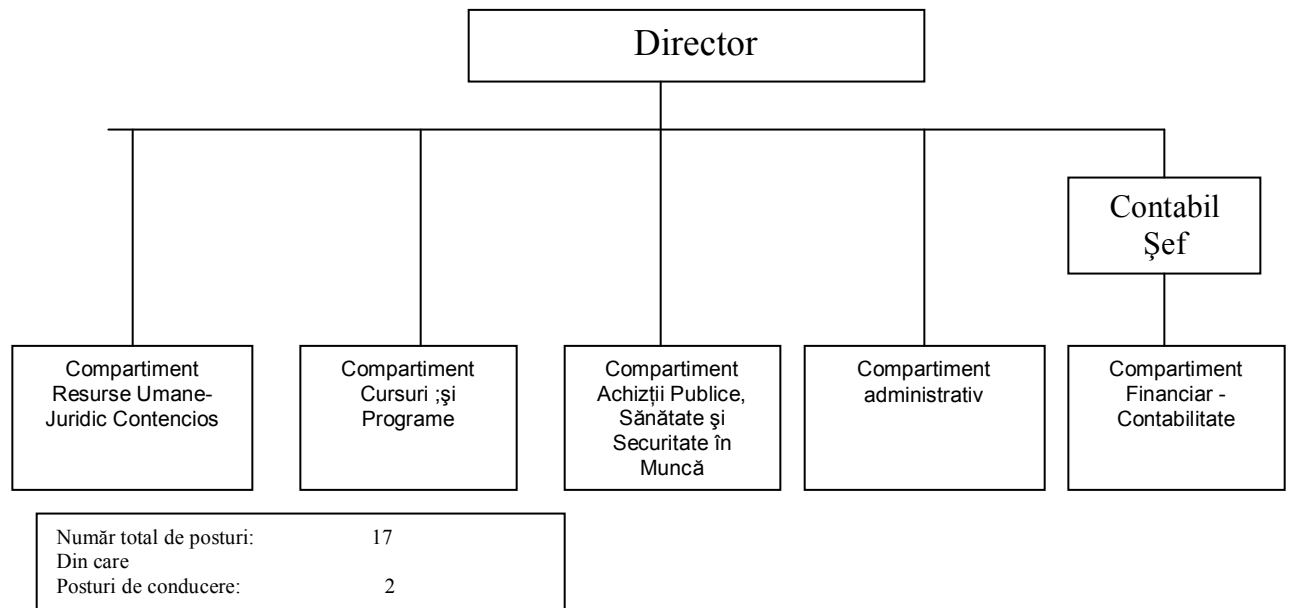 Director
Contabil
Şef
Compartiment
Resurse Umane-
Juridic Contencios
Compartiment
Cursuri ;şi
Programe
Compartiment
Achizții Publice,
Sănătate şi
Securitate în
Muncă
Compartiment
administrativ
Compartiment
Financiar -
Contabilitate
Număr total de posturi: 17
Din care
Posturi de conducere: 2